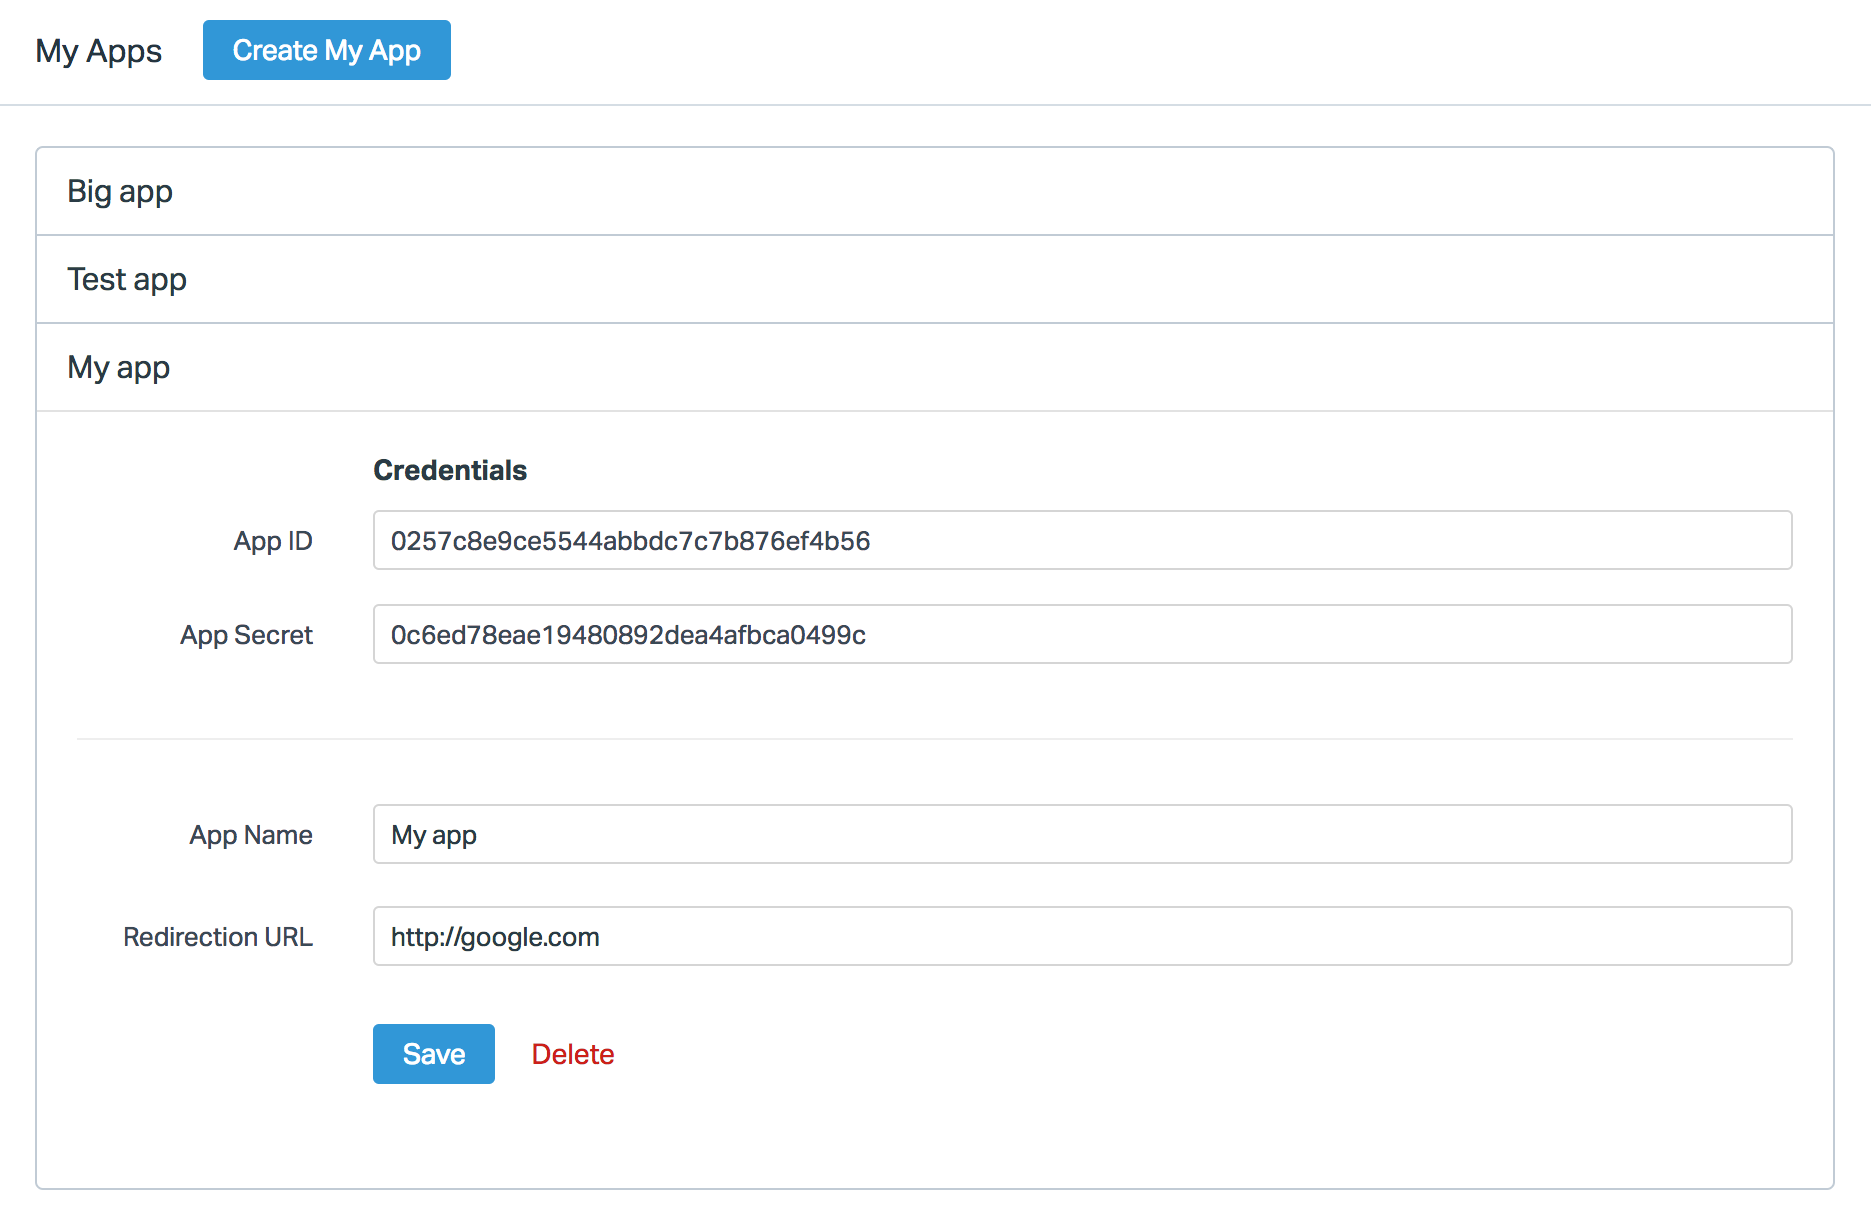 My Apps
Create My App
Big app
Test app
My app
Credentials
App ID
0257c8e9ce5544abbdc7c7b876ef4b56
App Secret
0c6ed78eae19480892dea4afbca0499c
App Name
My app
Redirection URL
http://google.com
Save
Delete